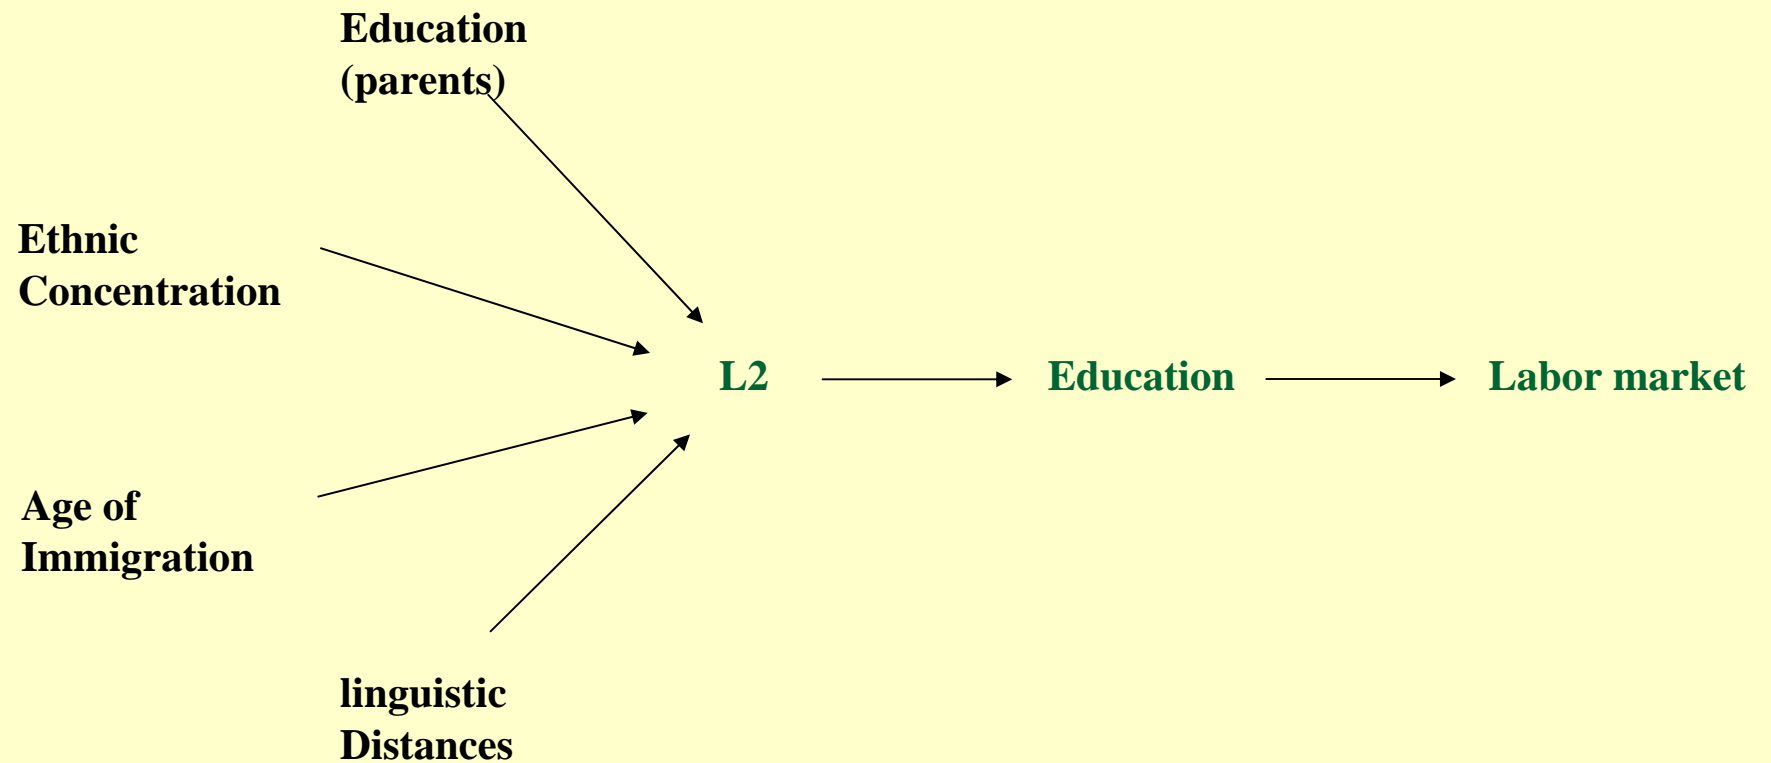 Education
(parents)
Ethnic
Concentration
L2
Education
Labor market
Age of
Immigration
linguistic
Distances